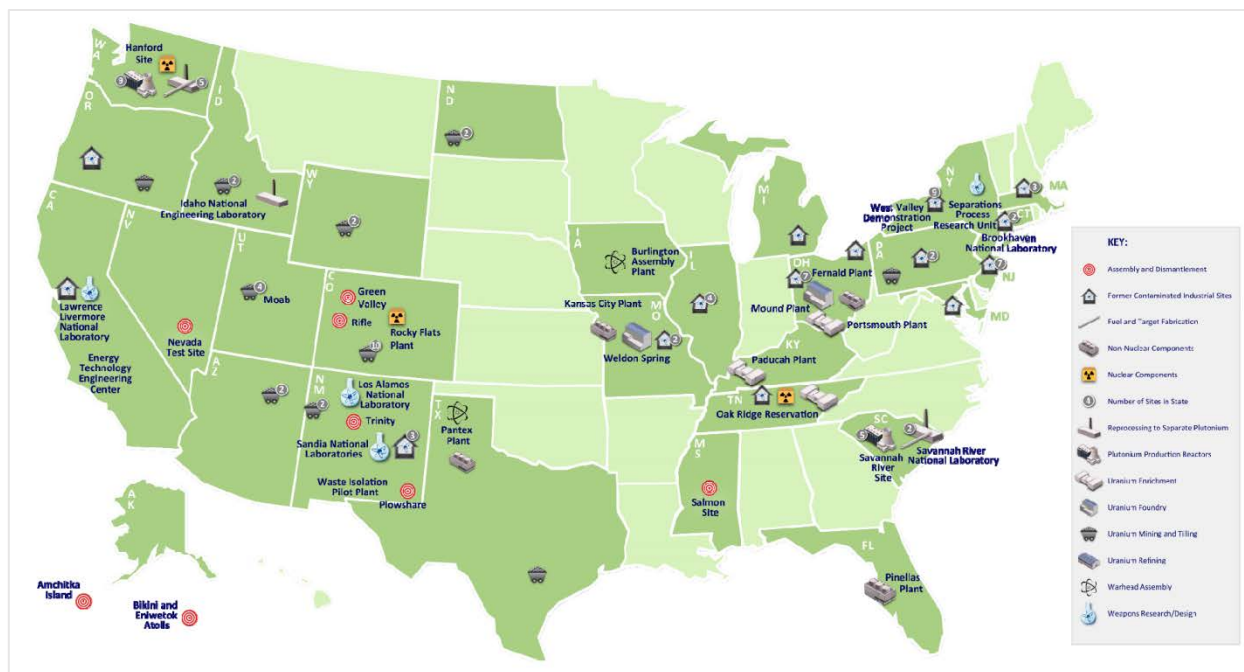 WA
Hanford
Site
3
5
OR
ID
ND
2
2
Idaho National
Engineering Laboratory
WY
2
CA
NV
UT
4
Moab
CO
Green
Valley
Rifle
Rocky Flats
Plant
13
Lawrence
Livermore
National
Laboratory
Energy
Technology
Engineering
Center
Nevada
Test Site
AZ
2
NM
2
Los Alamos
National
Laboratory
Trinity
Sandia National
Laboratories
3
Waste Isolation
Pilot Plant
Plowshare
TX
Pantex
Plant
IA
Burlington
Assembly
Plant
Kansas City Plant
MO
Weldon Spring
2
IL
4
MI
OH
7
Fernald Plant
Mound Plant
Portsmouth Plant
KY
Paducah Plant
TN
Oak Ridge Reservation
MS
Salmon
Site
SC
5
2
Savannah
River
Site
Savannah River
National Laboratory
FL
Pinellas
Plant
NY
5
West Valley
Demonstration
Project
Separations
Process
Research Unit
3
MA
CT
2
Brookhaven
National Laboratory
PA
2
7
NJ
MD
AK
Amchitka
Island
Bikini and
Eniwetok
Atolls
KEY:
Assembly and Dismantlement
Former Contaminated Industrial Sites
Fuel and Target Fabrication
Non Nuclear Components
Nuclear Components
Number of Sites in State
Reprocessing to Separate Plutonium
Plutonium Production Reactors
Uranium Enrichment
Uranium Foundry
Uranium Mining and Tilling
Uranium Refining
Warhead Assembly
Weapons Research/Design